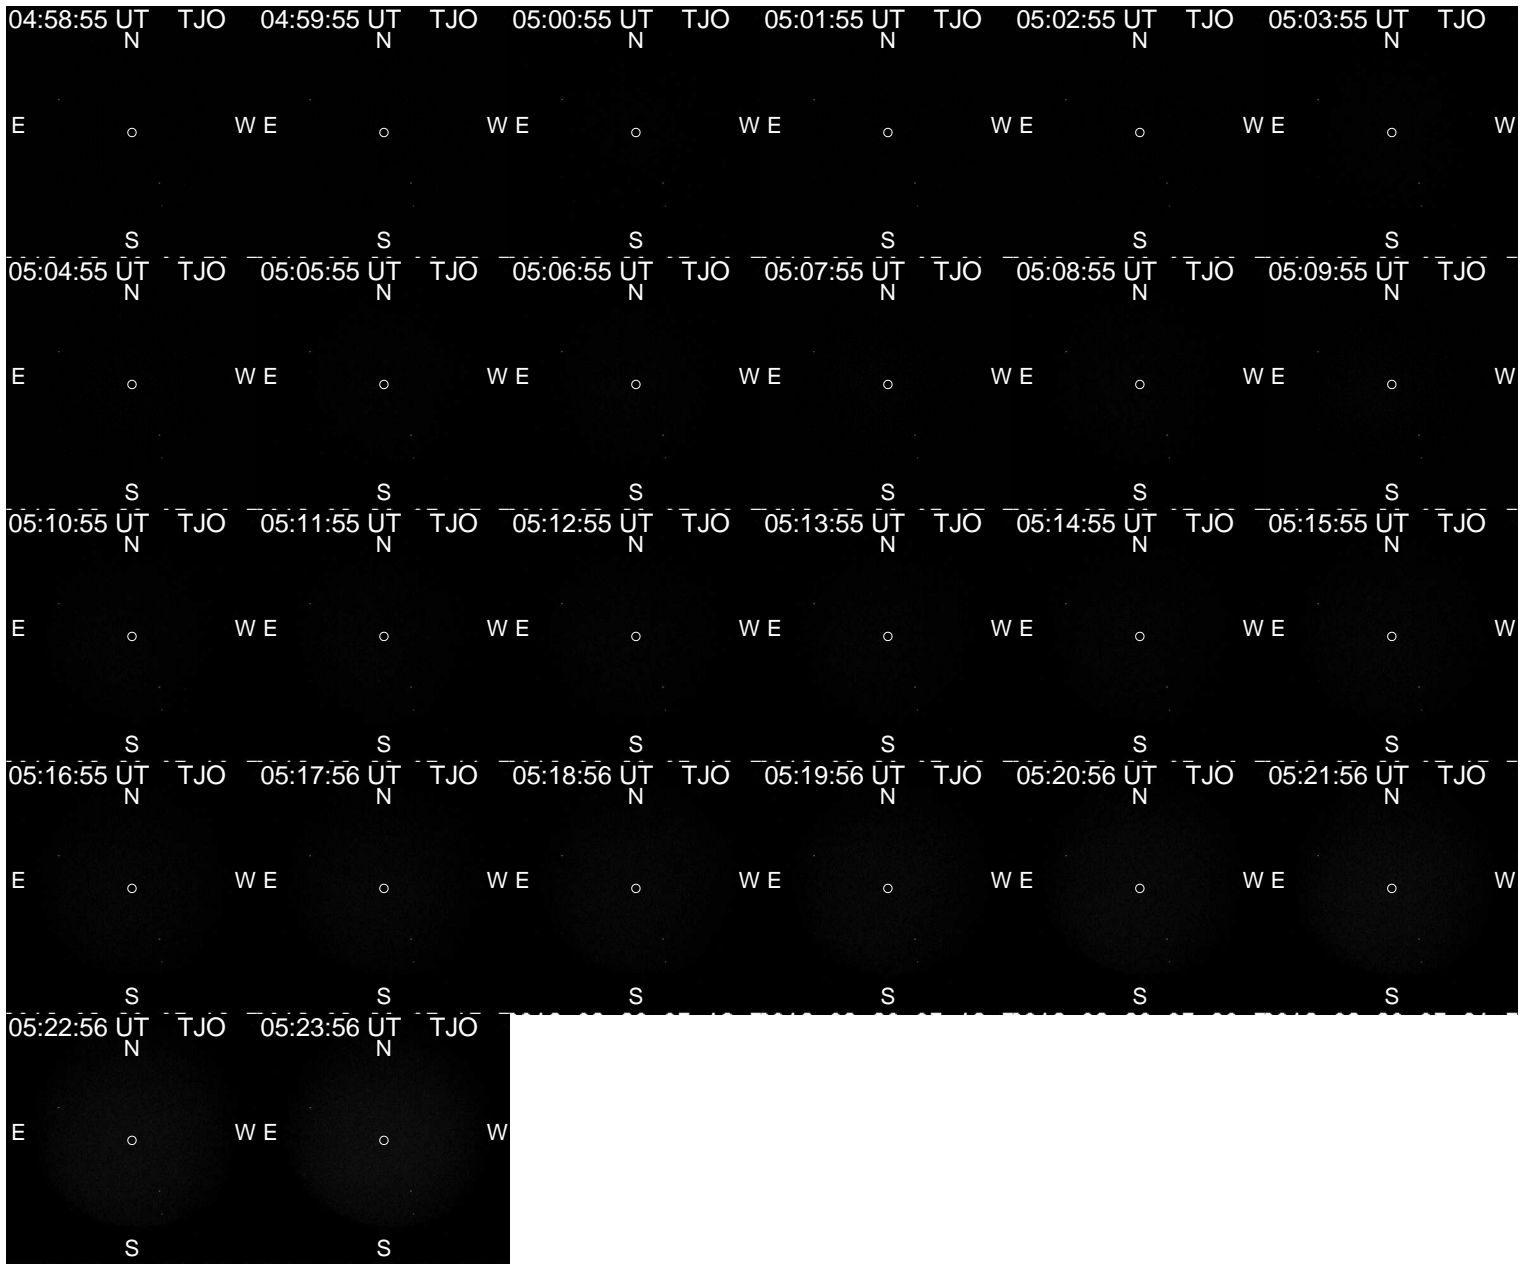 04:58:55 UT TJO 04:59:55 UT TJO 05:00:55 UT TJO 05:01:55 UT TJO 05:02:55 UT TJO 05:03:55 UT TJO
N N N N N N
E W E W E W E W E W E W
S S S S S S
05:04:55 UT TJO 05:05:55 UT TJO 05:06:55 UT TJO 05:07:55 UT TJO 05:08:55 UT TJO 05:09:55 UT TJO
N N N N N N
E W E W E W E W E W E W
S S S S S S
05:10:55 UT TJO 05:11:55 UT TJO 05:12:55 UT TJO 05:13:55 UT TJO 05:14:55 UT TJO 05:15:55 UT TJO
N N N N N N
E W E W E W E W E W E W
S S S S S S
05:16:55 UT TJO 05:17:56 UT TJO 05:18:56 UT TJO 05:19:56 UT TJO 05:20:56 UT TJO 05:21:56 UT TJO
N N N N N N
E W E W E W E W E W E W
S S S S S S
05:22:56 UT TJO 05:23:56 UT TJO
N N
E W E W
S S